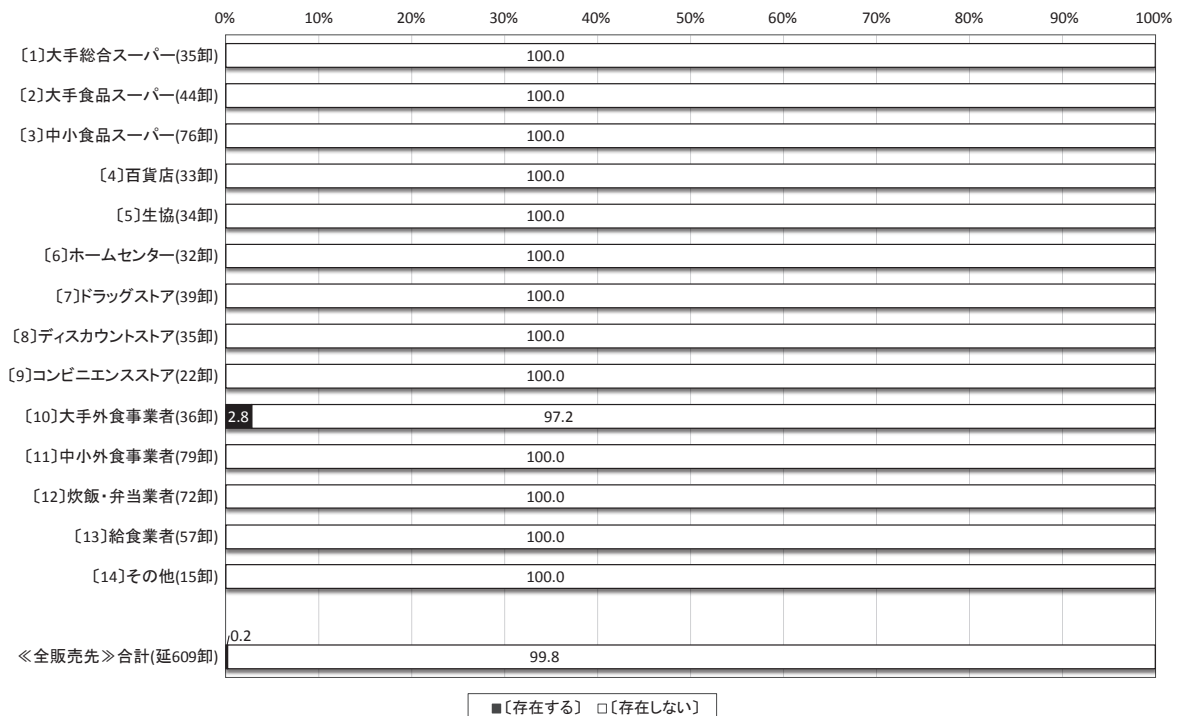 0% 10% 20% 30% 40% 50% 60% 70% 80% 90% 100%
〔1〕大手総合スーパー(35卸) 100.0
〔2〕大手食品スーパー(44卸) 100.0
〔3〕中小食品スーパー(76卸) 100.0
〔4〕百貨店(33卸) 100.0
〔5〕生協(34卸) 100.0
〔6〕ホームセンター(32卸) 100.0
〔7〕ドラッグストア(39卸) 100.0
〔8〕ディスカウントストア(35卸) 100.0
〔9〕コンビニエンスストア(22卸) 100.0
〔10〕大手外食事業者(36卸) 2.8 97.2
〔11〕中小外食事業者(79卸) 100.0
〔12〕炊飯・弁当業者(72卸) 100.0
〔13〕給食業者(57卸) 100.0
〔14〕その他(15卸) 100.0
0.2
≪全販売先≫合計(延609卸) 99.8
■〔存在する〕 □〔存在しない〕